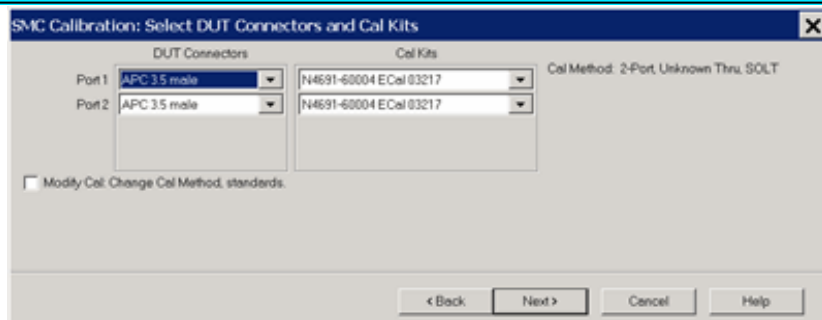 SMC Calibration: Select DUT Connectors and Cal Kits
DUT Connectors Cal Kits
Port 1 APC 3.5 male N4691-60004 ECal 03217 Cal Method: 2-Port, Unknown Thru, SOLT
Port 2 APC 3.5 male N4691-60004 ECal 03217
Modify Cal: Change Cal Method, standards.
< Back Next > Cancel Help